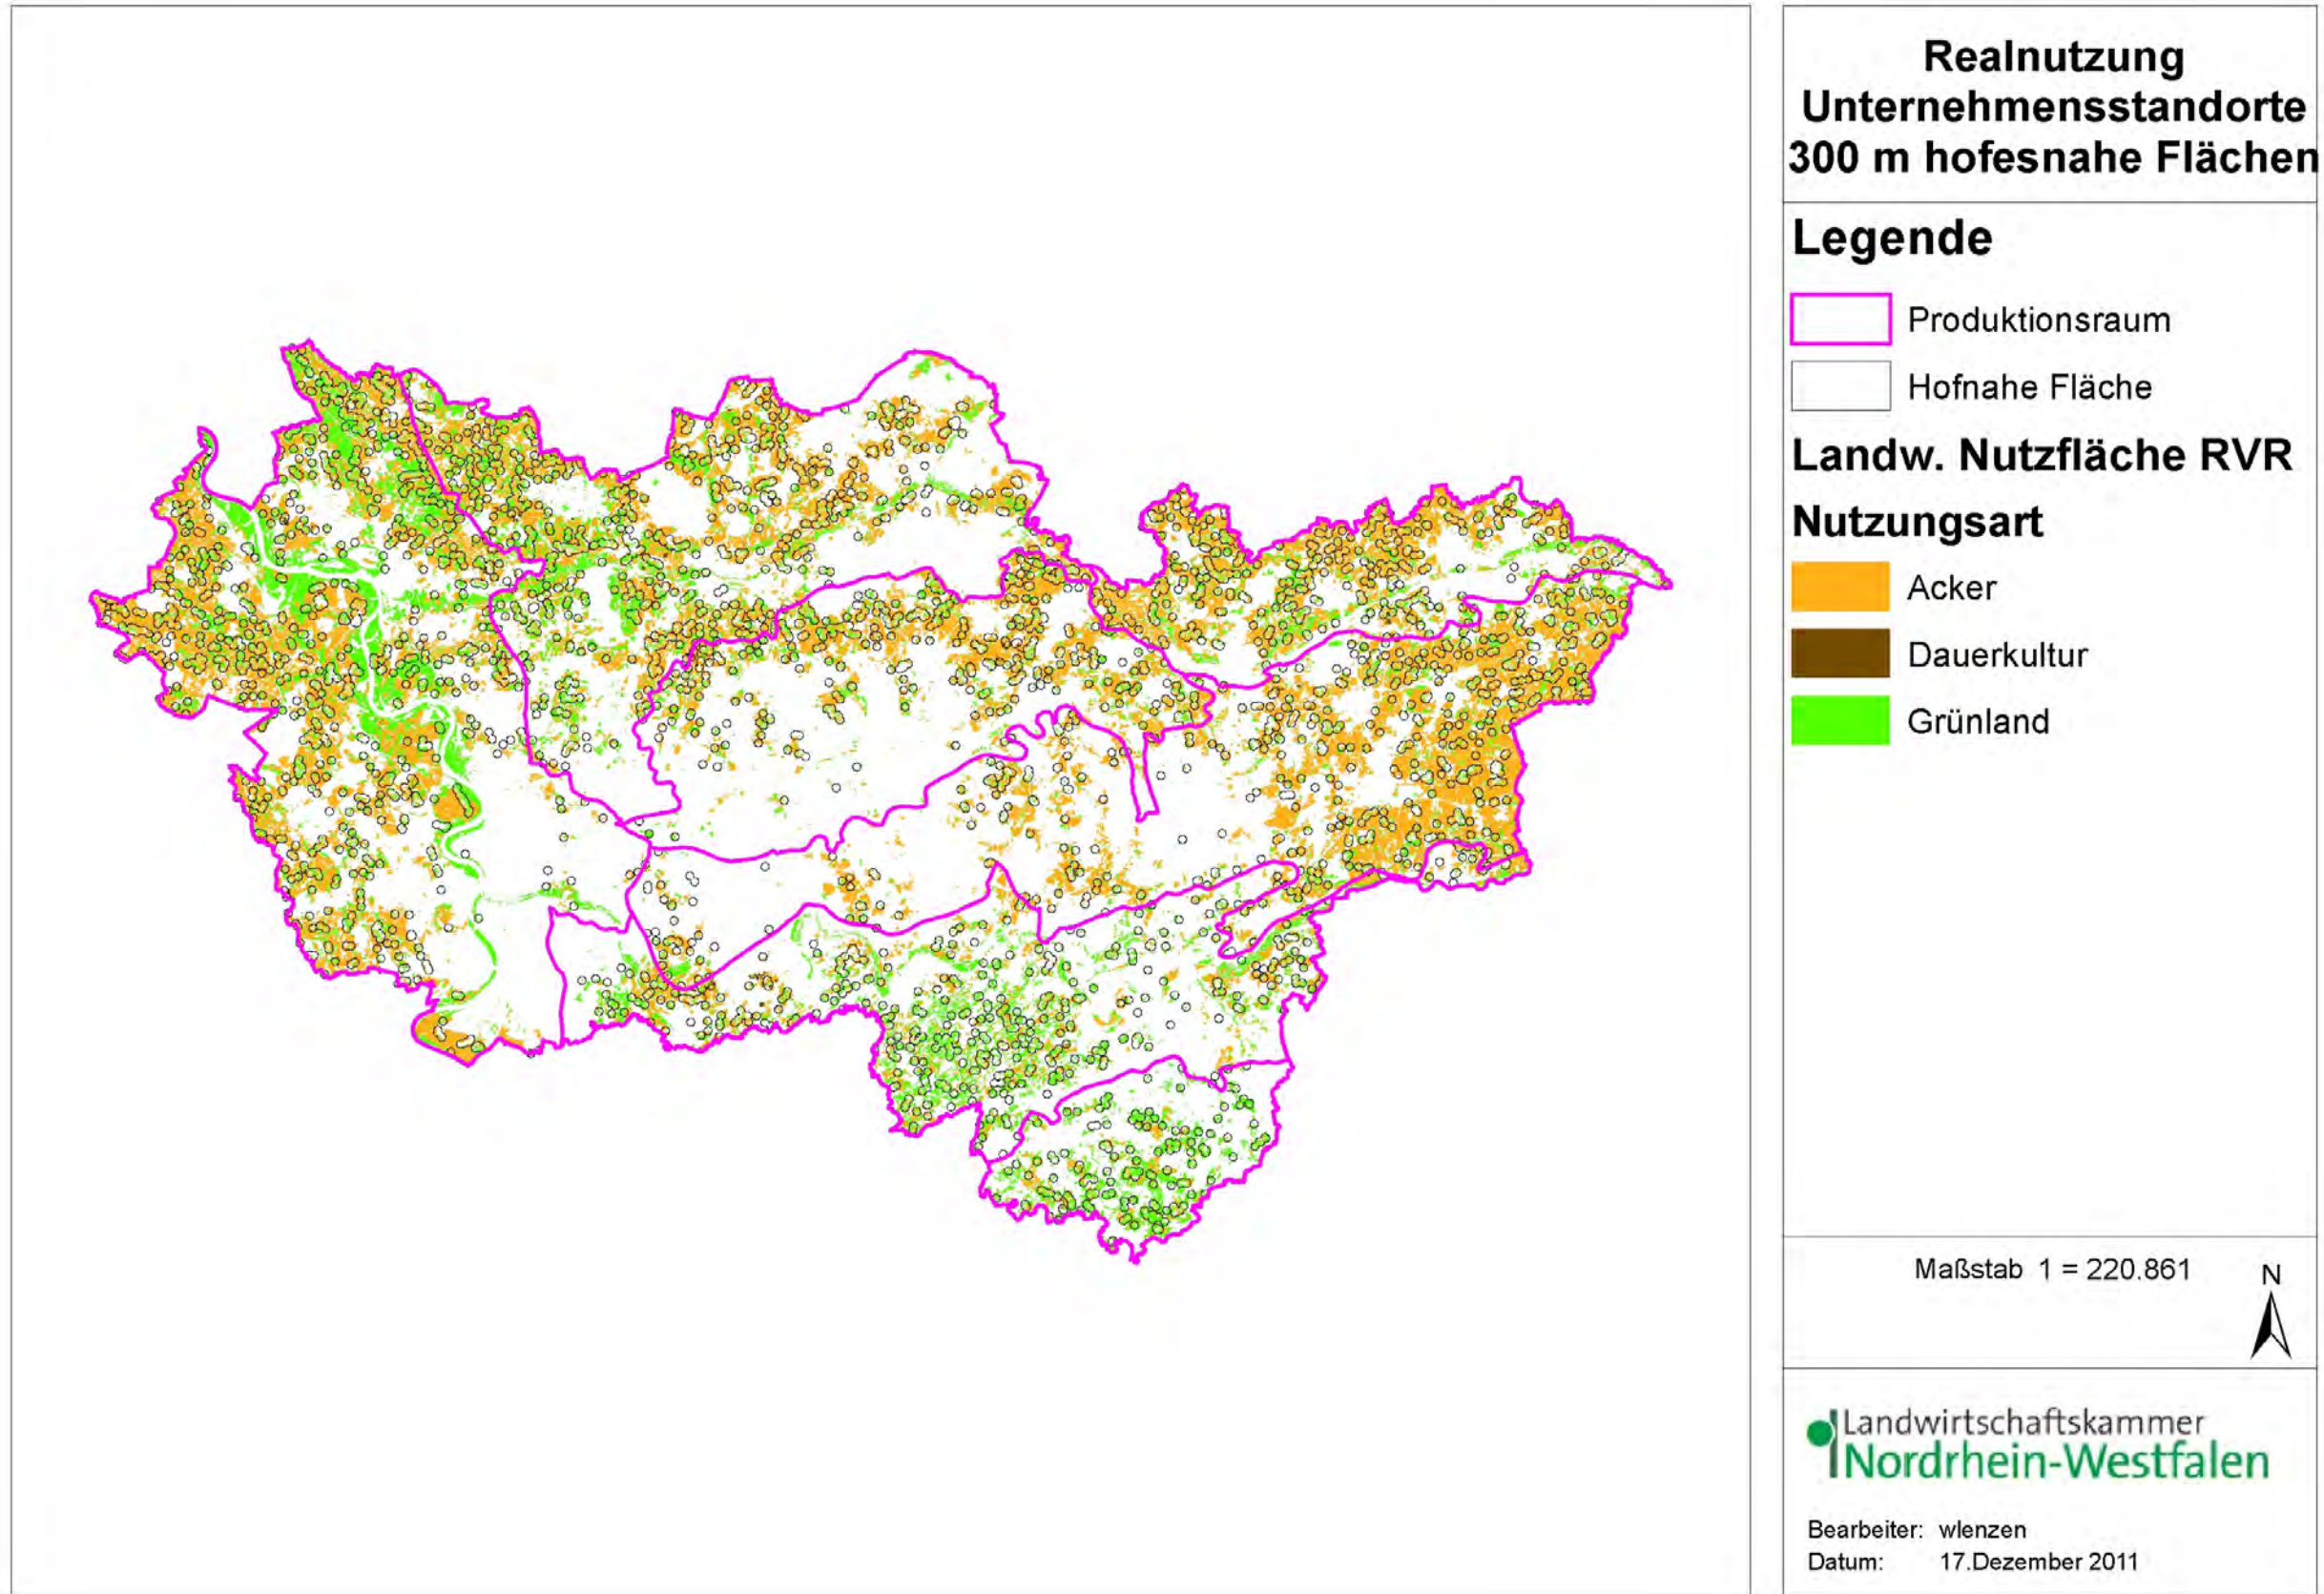 Realnutzung
Unternehmensstandorte
300 m hofesnahe Flächen
Legende
Produktionsraum
Hofnahe Fläche
Landw. Nutzfläche RVR
Nutzungsart
Acker
Dauerkultur
Grünland
Maßstab 1 = 220.861
N
Landwirtschaftskammer
Nordrhein-Westfalen
Bearbeiter: wlenzen
Datum: 17.Dezember 2011